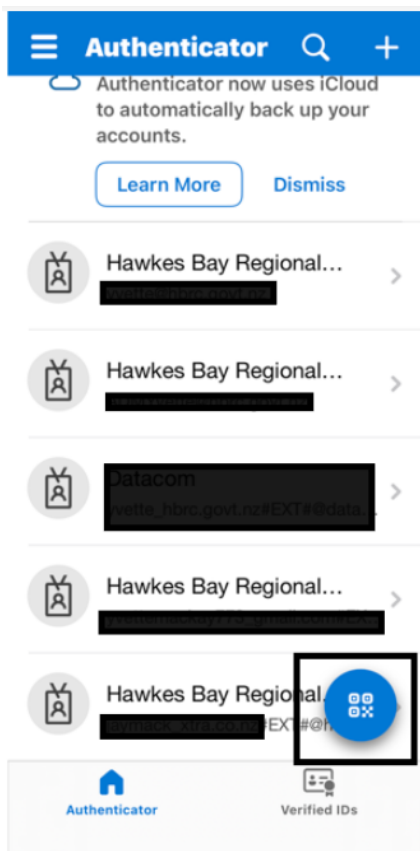 Authenticator
Authenticator now uses iCloud
to automatically back up your
accounts.
Learn More Dismiss
Hawkes Bay Regional...
Hawkes Bay Regional...
Hawkes Bay Regional...
Hawkes Bay Regional.
EXT#@h
Authenticator Verified IDs